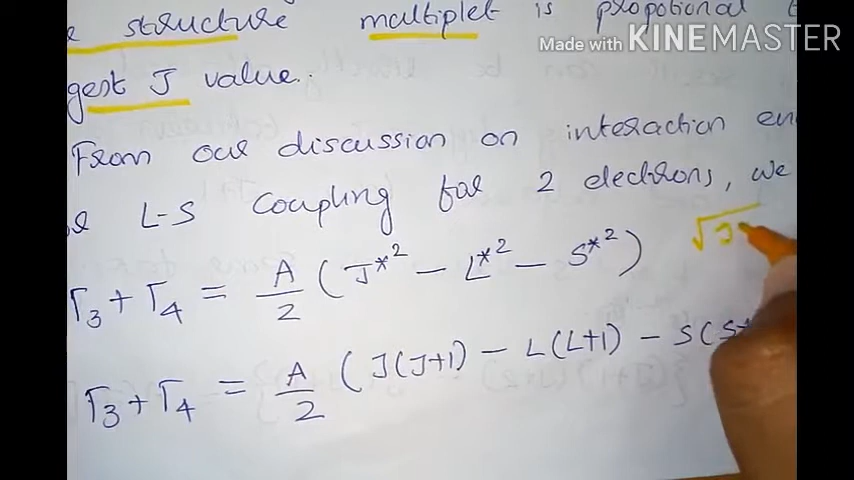 structure multiplet is propotional
Made with KINEMASTER
gest J value.
From our discussion on interaction en
L-S coupling for 2 electrons, we
Γ3 + Γ4 = A/2 (J*² - L*² - S*²) √J
Γ3 + Γ4 = A/2 (J(J+1) - L(L+1) - S(S+